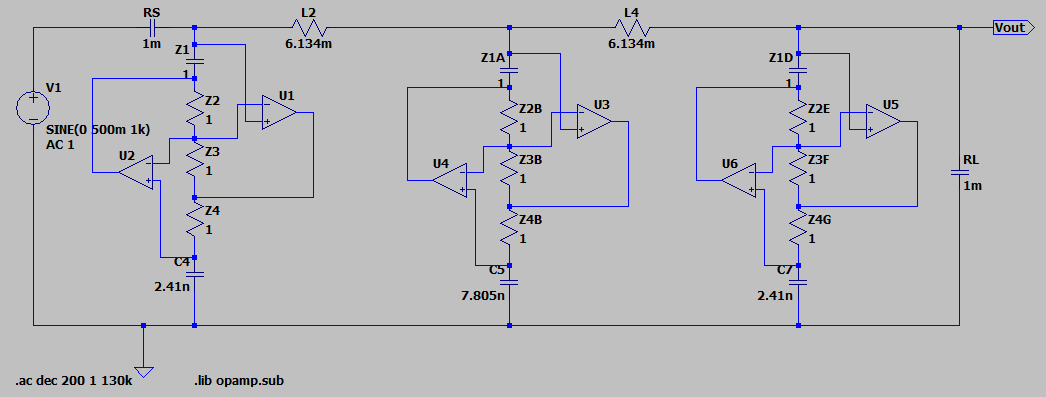 RS
1m
L2
6.134m
L4
6.134m
Vout
Z1
1
Z1A
1
Z1D
1
V1
SINE(0 500m 1k)
AC 1
Z2
1
U1
Z2B
1
U3
Z2E
1
U5
U2
Z3
1
U4
Z3B
1
U6
Z3F
1
RL
1m
Z4
1
Z4B
1
Z4G
1
C4
2.41n
C5
7.805n
C7
2.41n
.ac dec 200 1 130k
.lib opamp.sub